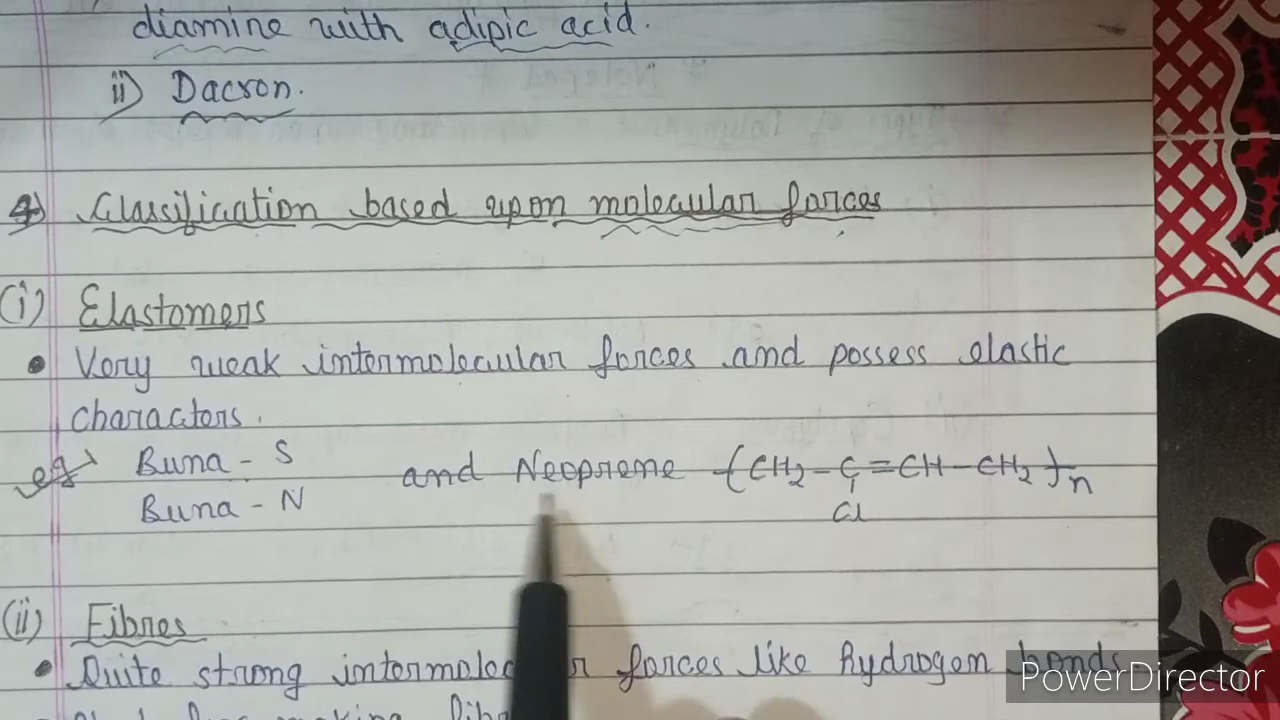 diamine with adipic acid.
ii) Dacron.
4) Classification based upon molecular forces
(i) Elastomers
• Very weak intermolecular forces and possess elastic
characters.
eg Buna - S
and Neoprene -(CH2-C=CH-CH2)-n
Cl
Buna - N
(ii) Fibres
• Quite strong forces like hydrogen bonds
PowerDirector